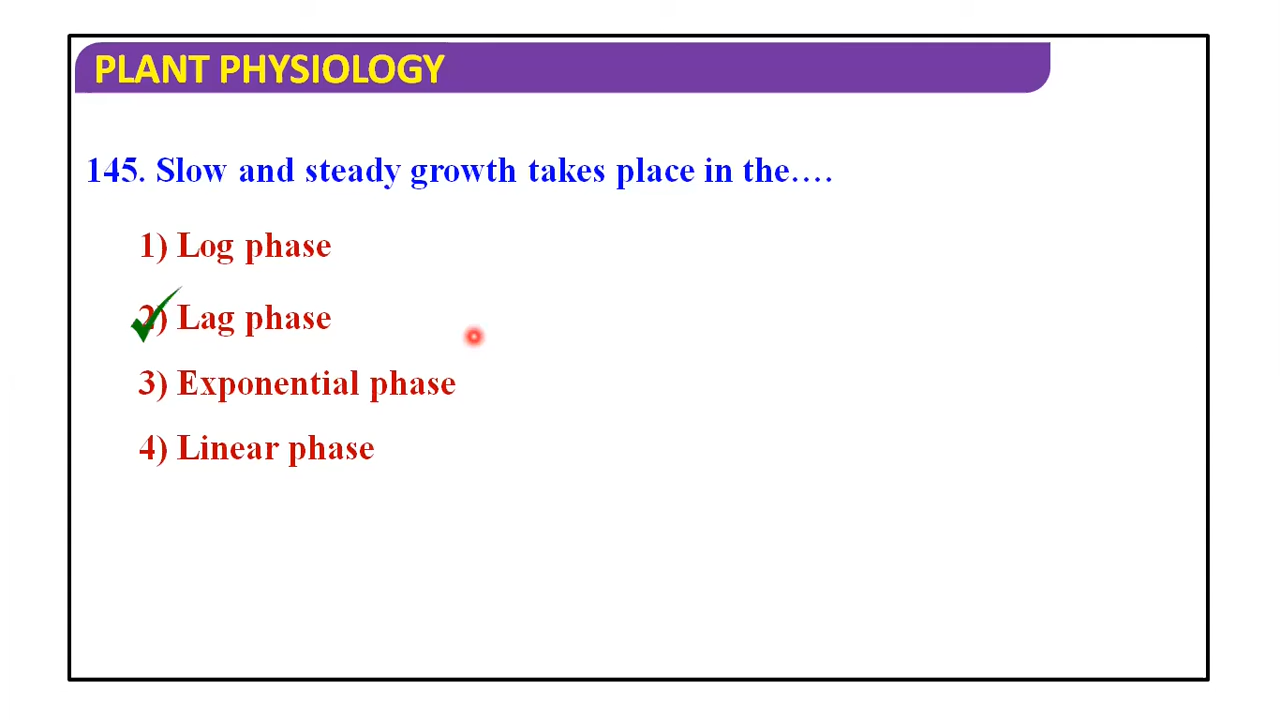 PLANT PHYSIOLOGY
145. Slow and steady growth takes place in the....
1) Log phase
2) Lag phase
3) Exponential phase
4) Linear phase